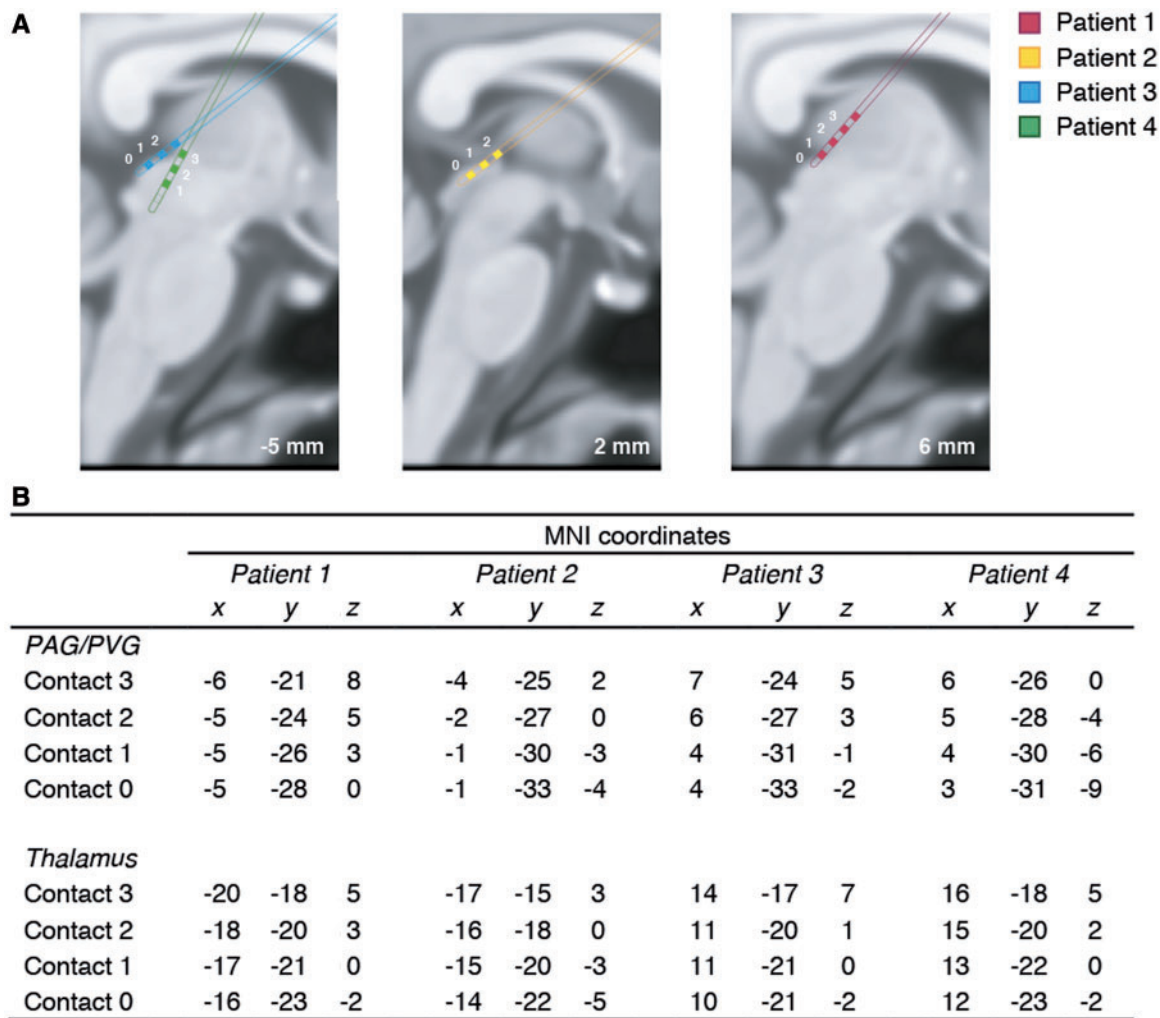 A
Patient 1
Patient 2
Patient 3
Patient 4
0 1 2
3
2
1
-5 mm
0 1 2
2 mm
0 1 2 3
6 mm
B
MNI coordinates
Patient 1 Patient 2 Patient 3 Patient 4
x y z x y z x y z x y z
PAG/PVG
Contact 3 -6 -21 8 -4 -25 2 7 -24 5 6 -26 0
Contact 2 -5 -24 5 -2 -27 0 6 -27 3 5 -28 -4
Contact 1 -5 -26 3 -1 -30 -3 4 -31 -1 4 -30 -6
Contact 0 -5 -28 0 -1 -33 -4 4 -33 -2 3 -31 -9
Thalamus
Contact 3 -20 -18 5 -17 -15 3 14 -17 7 16 -18 5
Contact 2 -18 -20 3 -16 -18 0 11 -20 1 15 -20 2
Contact 1 -17 -21 0 -15 -20 -3 11 -21 0 13 -22 0
Contact 0 -16 -23 -2 -14 -22 -5 10 -21 -2 12 -23 -2